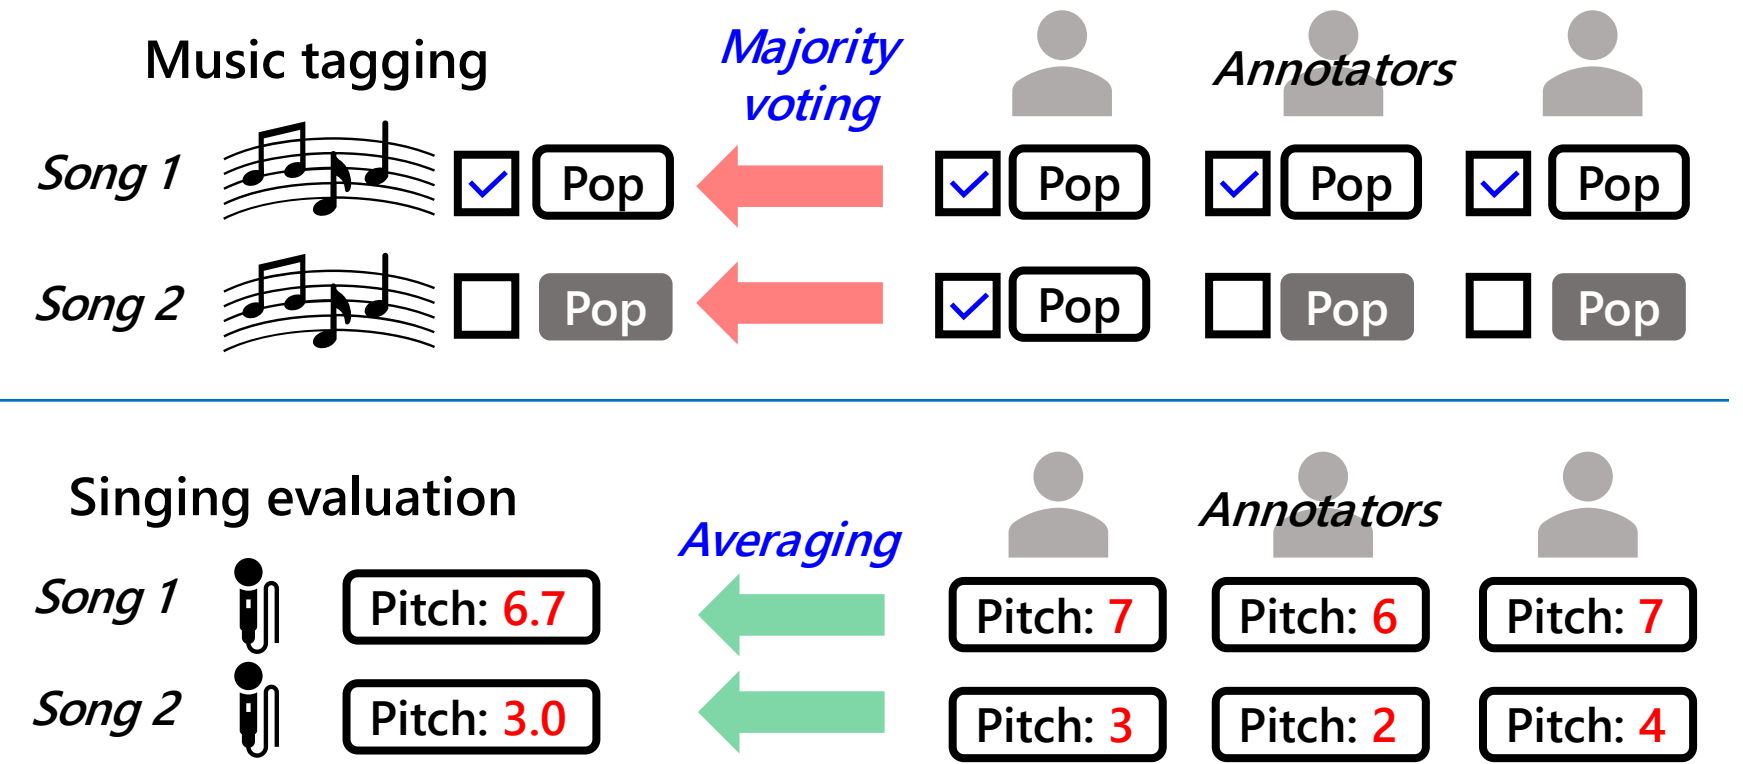 Music tagging
Majority
voting
Annotators
Song 1
Pop
Pop
Pop
Pop
Song 2
Pop
Pop
Pop
Pop
Singing evaluation
Averaging
Annotators
Song 1
Pitch: 6.7
Pitch: 7
Pitch: 6
Pitch: 7
Song 2
Pitch: 3.0
Pitch: 3
Pitch: 2
Pitch: 4